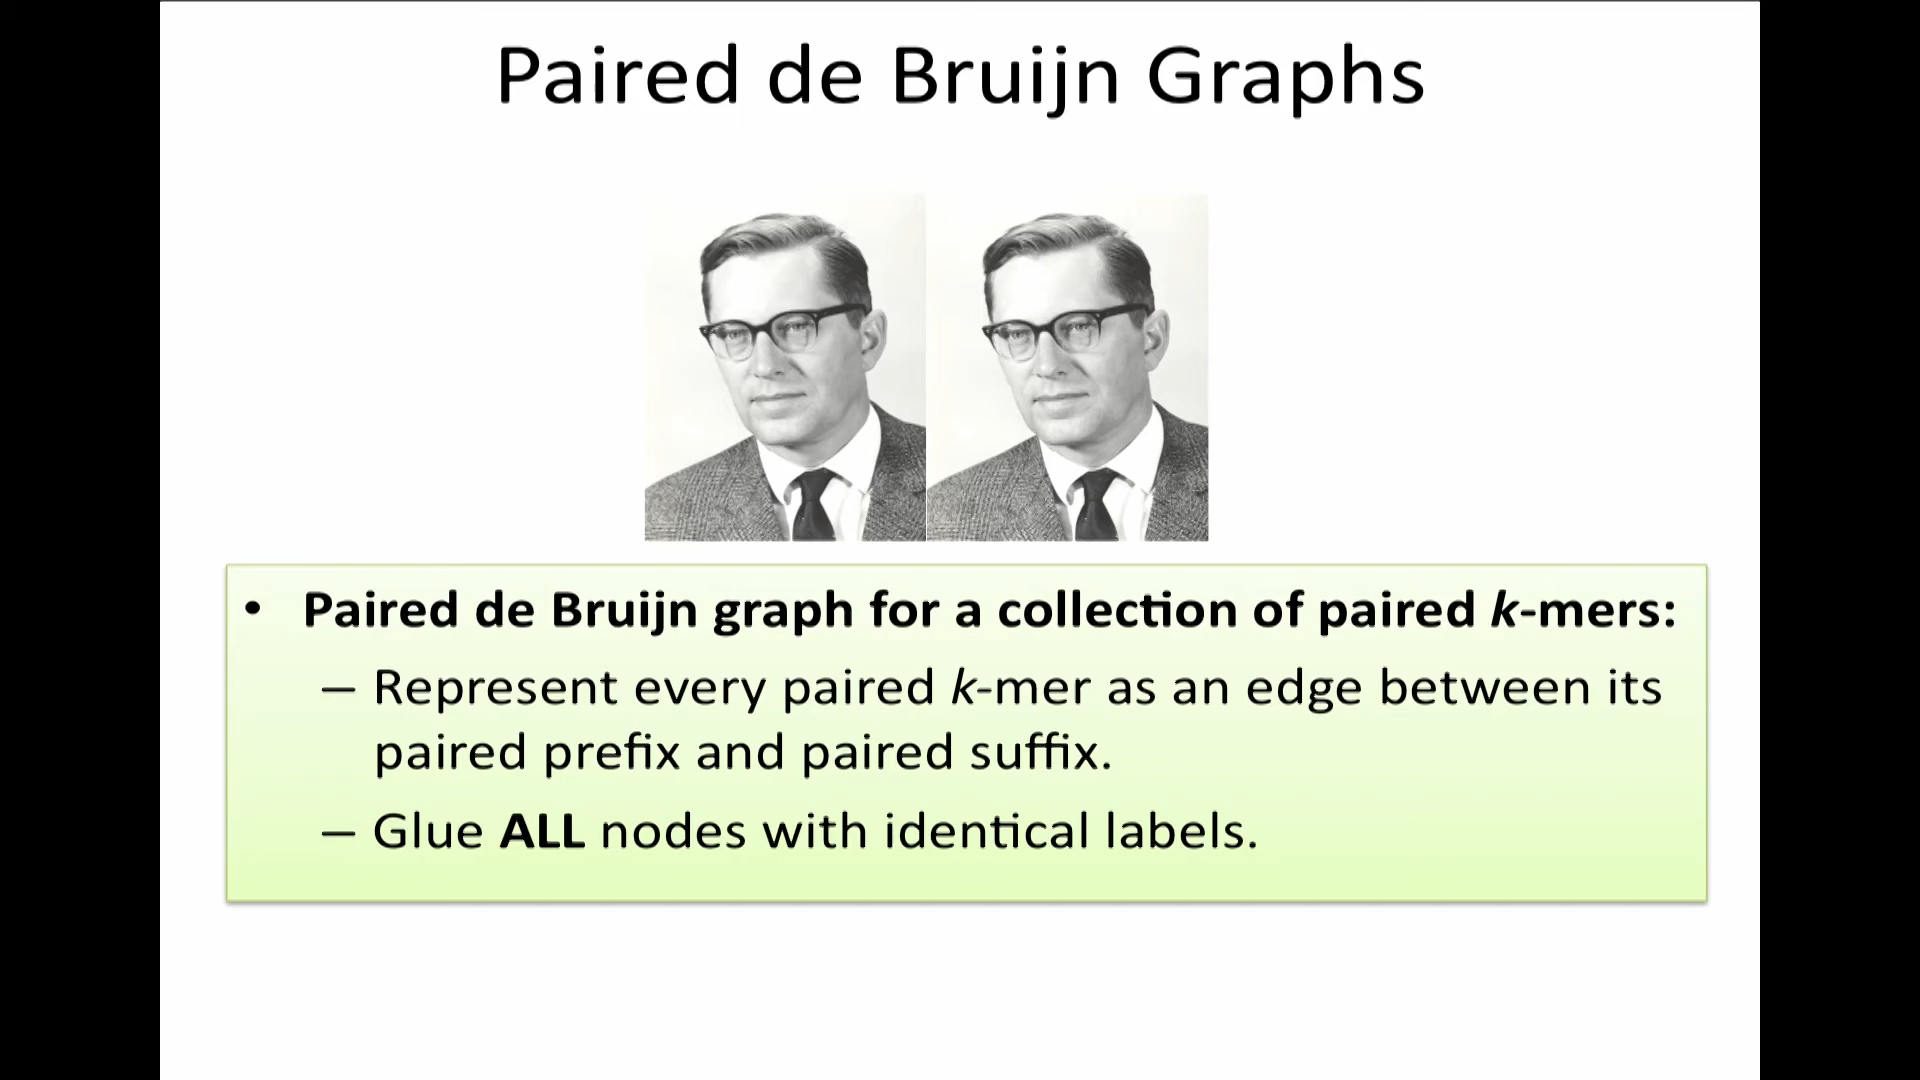 Paired de Bruijn Graphs
• Paired de Bruijn graph for a collection of paired k-mers:
– Represent every paired k-mer as an edge between its
paired prefix and paired suffix.
– Glue ALL nodes with identical labels.